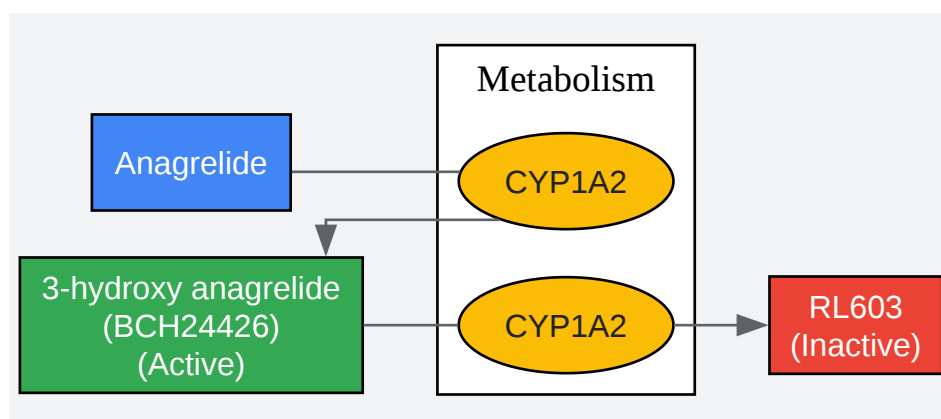 Metabolism
Anagrelide
CYP1A2
3-hydroxy anagrelide
(BCH24426)
(Active)
CYP1A2
RL603
(Inactive)